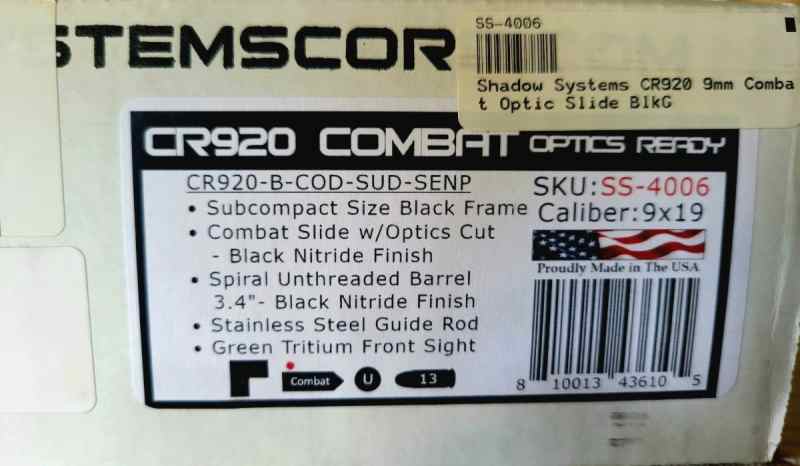 STEMSCOR
SS-4006
Shadow Systems CR920 9mm Comba
t Optic Slide BlkG
CR920 COMBAT OPTICS READY
CR920-B-COD-SUD-SENP
• Subcompact Size Black Frame
• Combat Slide w/Optics Cut
- Black Nitride Finish
• Spiral Unthreaded Barrel
3.4"- Black Nitride Finish
• Stainless Steel Guide Rod
• Green Tritium Front Sight
Combat U 13
SKU:SS-4006
Caliber:9x19
Proudly Made in The USA
8 10013 43610 5